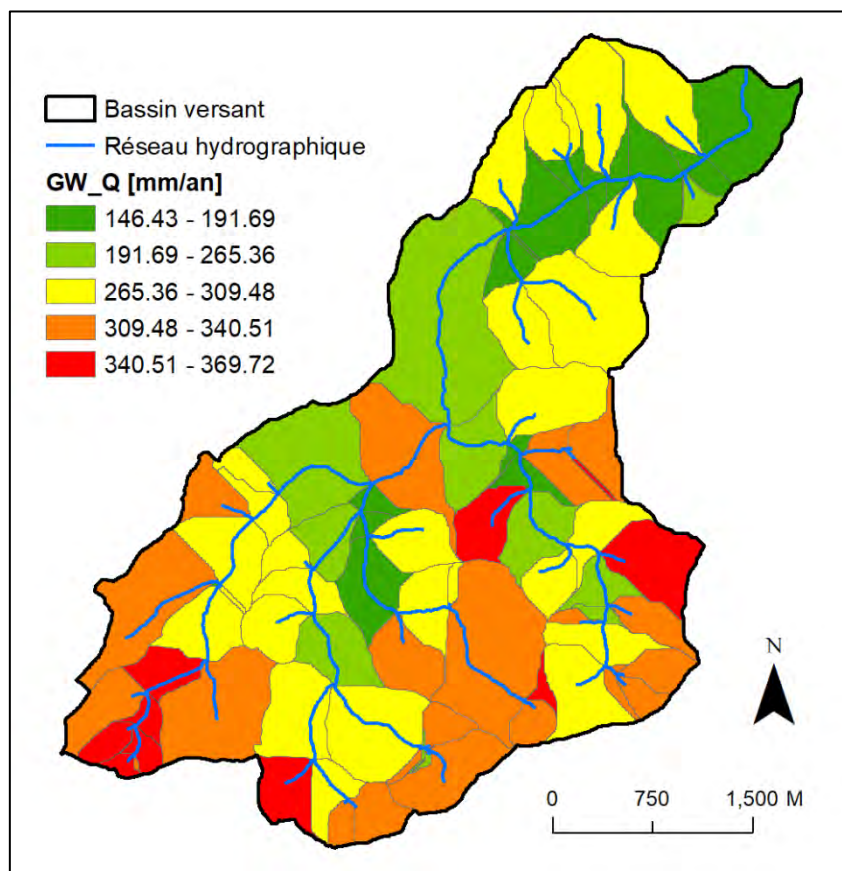 Bassin versant
Réseau hydrographique
GW_Q [mm/an]
146.43 - 191.69
191.69 - 265.36
265.36 - 309.48
309.48 - 340.51
340.51 - 369.72
N
0 750 1,500 M